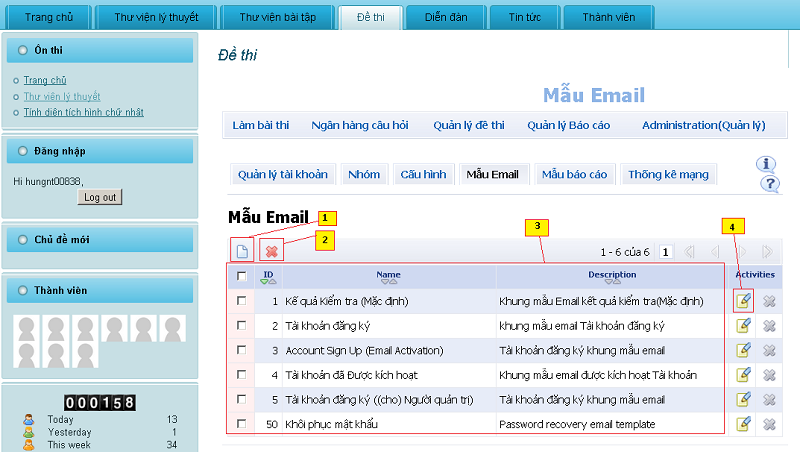 Trang chủ Thư viện lý thuyết Thư viện bài tập Đề thi Diễn đàn Tin tức Thành viên
Ôn thi
Trang chủ
Thư viện lý thuyết
Tính diện tích hình chữ nhật
Đăng nhập
Hi hungnt00838,
Log out
Chủ đề mới
Thành viên
000158
Today 13
Yesterday 1
This week 34
Đề thi
Mẫu Email
Làm bài thi Ngân hàng câu hỏi Quản lý đề thi Quản lý Báo cáo Administration(Quản lý)
Quản lý tài khoản Nhóm Cấu hình Mẫu Email Mẫu báo cáo Thống kê mạng
Mẫu Email
1
2
3
4
1 - 6 của 6 1
ID Name Description Activities
1 Kế quả Kiểm tra (Mặc định) Khung mẫu Email kết quả kiểm tra(Mặc định)
2 Tài khoản đăng ký khung mẫu email Tài khoản đăng ký
3 Account Sign Up (Email Activation) Tài khoản đăng ký khung mẫu email
4 Tài khoản đã Được kích hoạt Khung mẫu email được kích hoạt Tài khoản
5 Tài khoản đăng ký ((cho) Người quản trị) Tài khoản đăng ký khung mẫu email
50 Khôi phục mật khẩu Password recovery email template